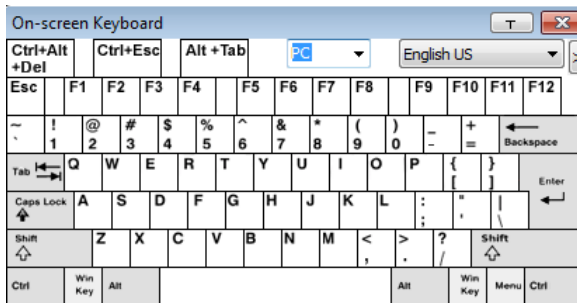 On-screen Keyboard
Ctrl+Alt +Del Ctrl+Esc Alt +Tab PC English US >
Esc F1 F2 F3 F4 F5 F6 F7 F8 F9 F10 F11 F12
~ ! @ # $ % ^ & * ( ) _ +
` 1 2 3 4 5 6 7 8 9 0 - = Backspace
Tab Q W E R T Y U I O P { }
[ ] Enter
Caps Lock A S D F G H J K L : " |
; ' \
Shift Z X C V B N M < > ? Shift
, . /
Ctrl Win Key Alt Alt Win Key Menu Ctrl